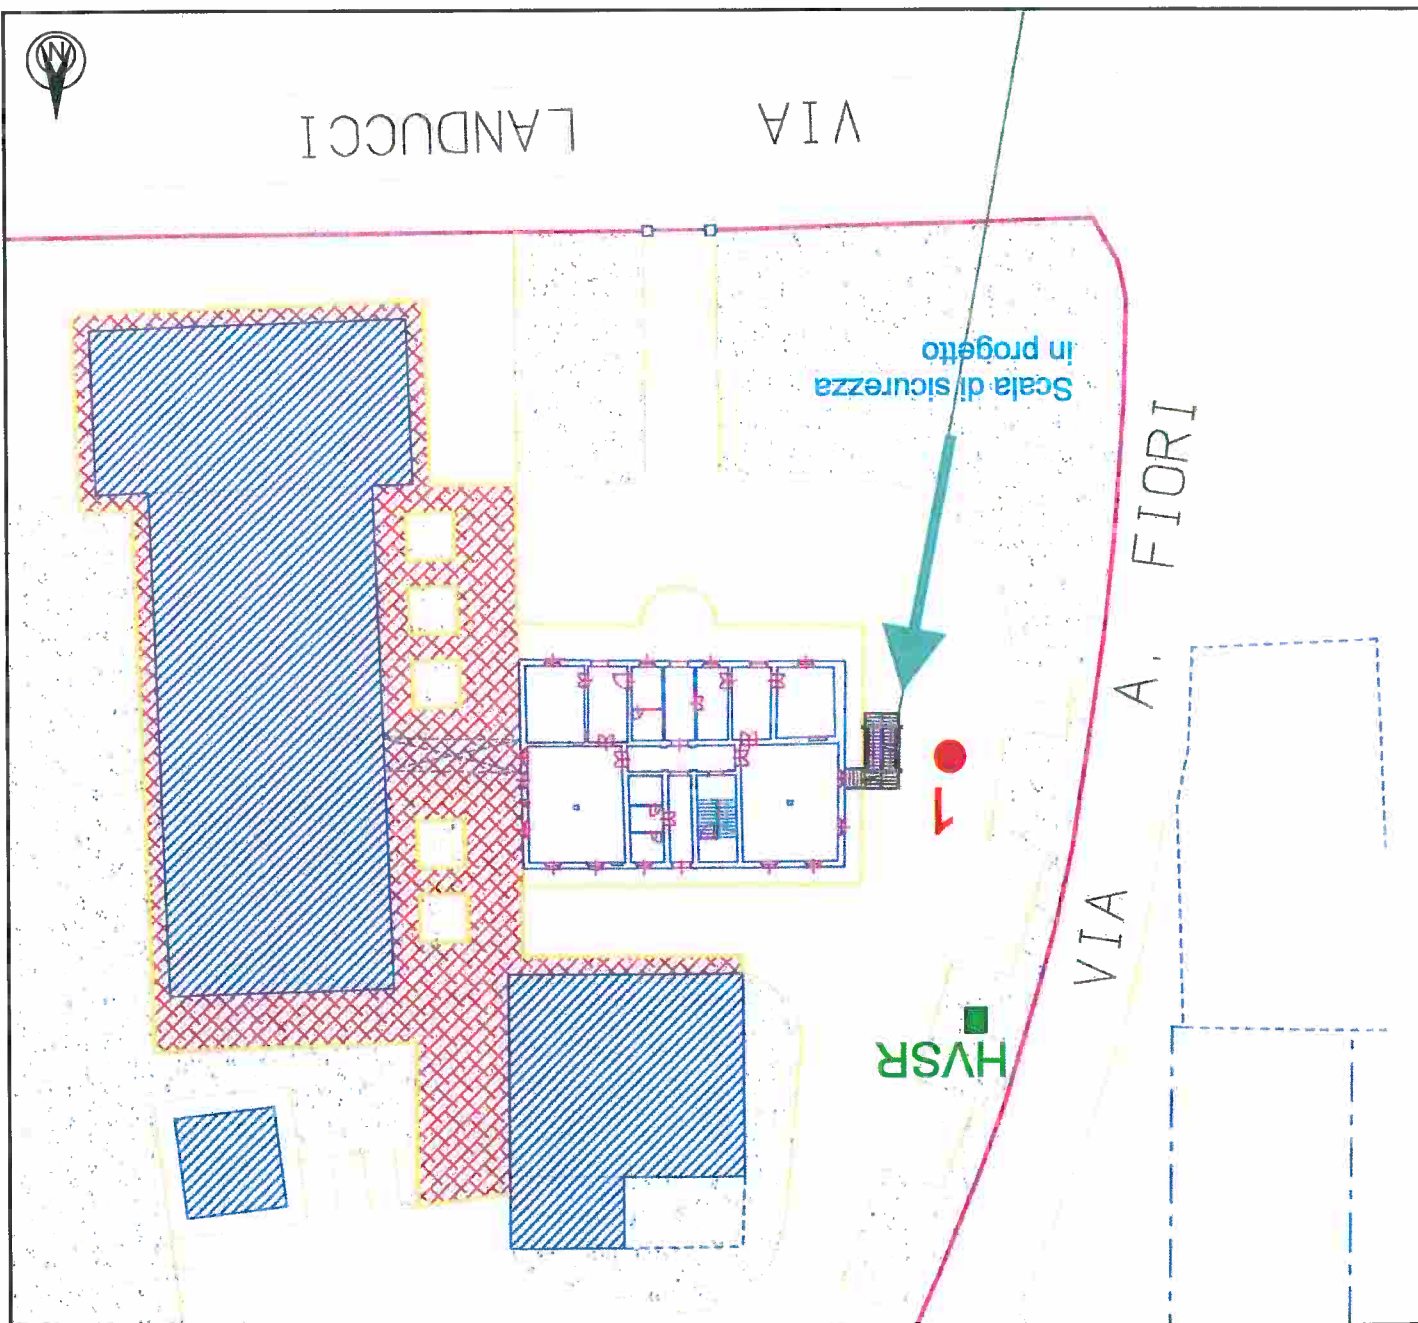 N
VIA LANDUCCI
Scala di sicurezza
in progetto
VIA A. FIORI
1
HVSR